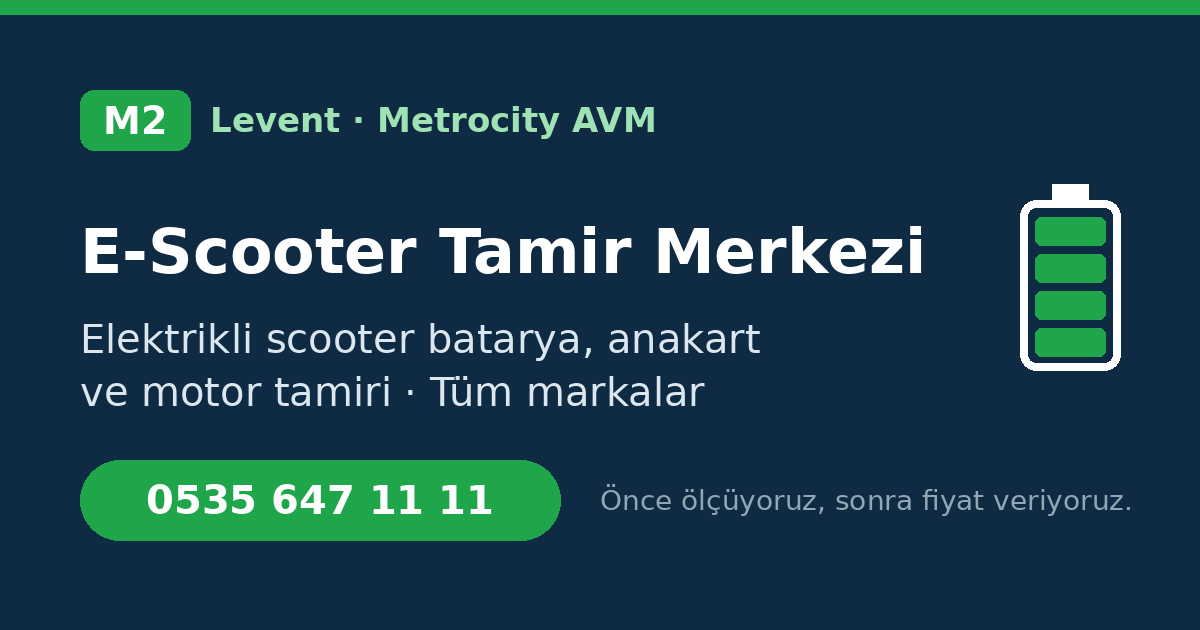 M2 Levent · Metrocity AVM
E-Scooter Tamir Merkezi
Elektrikli scooter batarya, anakart
ve motor tamiri · Tüm markalar
0535 647 11 11
Önce ölçüyoruz, sonra fiyat veriyoruz.